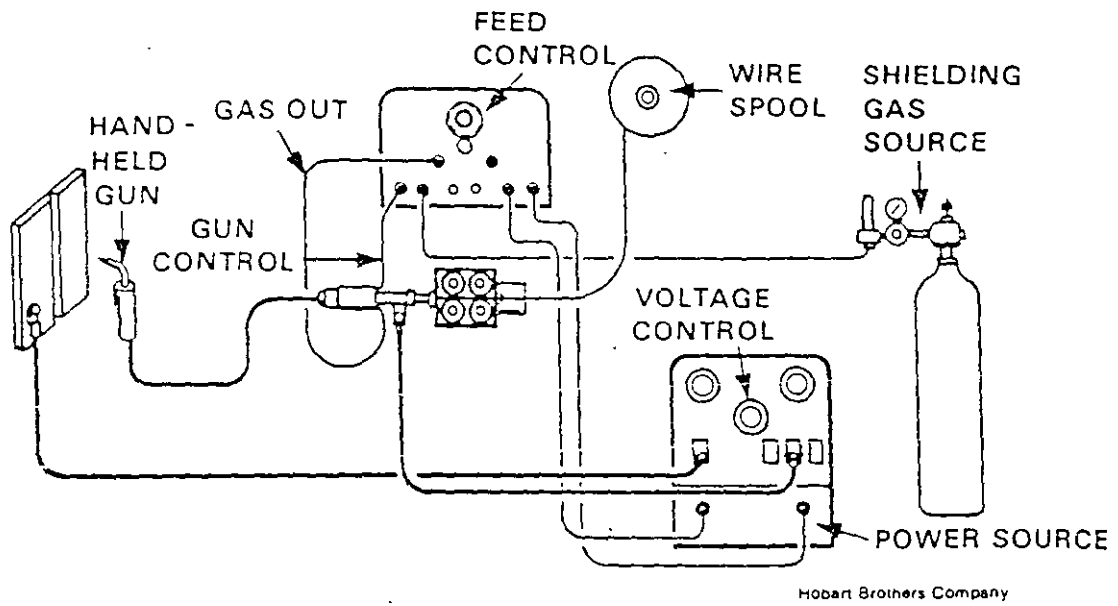 FEED
CONTROL
WIRE
SPOOL
SHIELDING
GAS
SOURCE
GAS OUT
HAND-
HELD
GUN
GUN
CONTROL
VOLTAGE
CONTROL
POWER SOURCE
Hobart Brothers Company